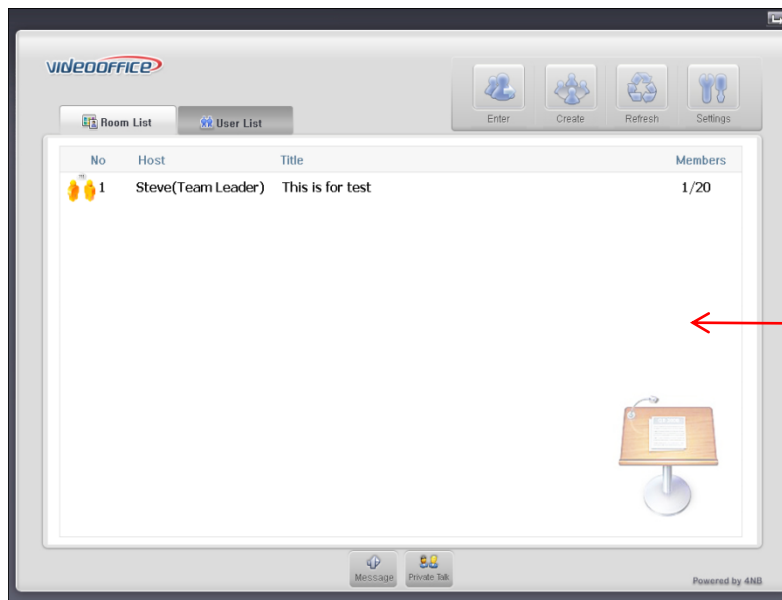 VIDEOOFFICE
Enter Create Refresh Settings
Room List User List
No Host Title Members
1 Steve(Team Leader) This is for test 1/20
Message Private Talk
Powered by 4NB